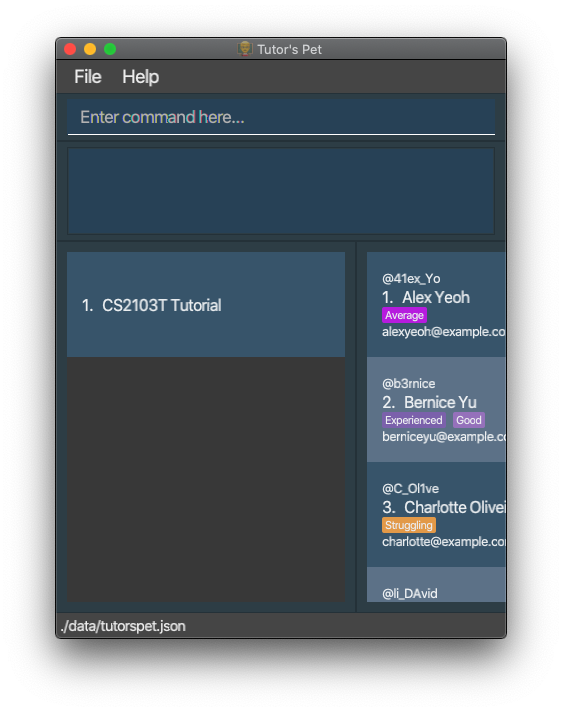 Tutor's Pet
File Help
Enter command here...
1. CS2103T Tutorial
@41ex_Yo
1. Alex Yeoh
Average
alexyeoh@example.co
@b3rnice
2. Bernice Yu
Experienced Good
berniceyu@example.c
@C_Ol1ve
3. Charlotte Olivei
Struggling
charlotte@example.co
@li_DAvid
./data/tutorspet.json